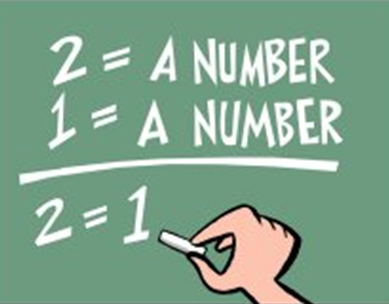 2 = A NUMBER
1 = A NUMBER
2 = 1